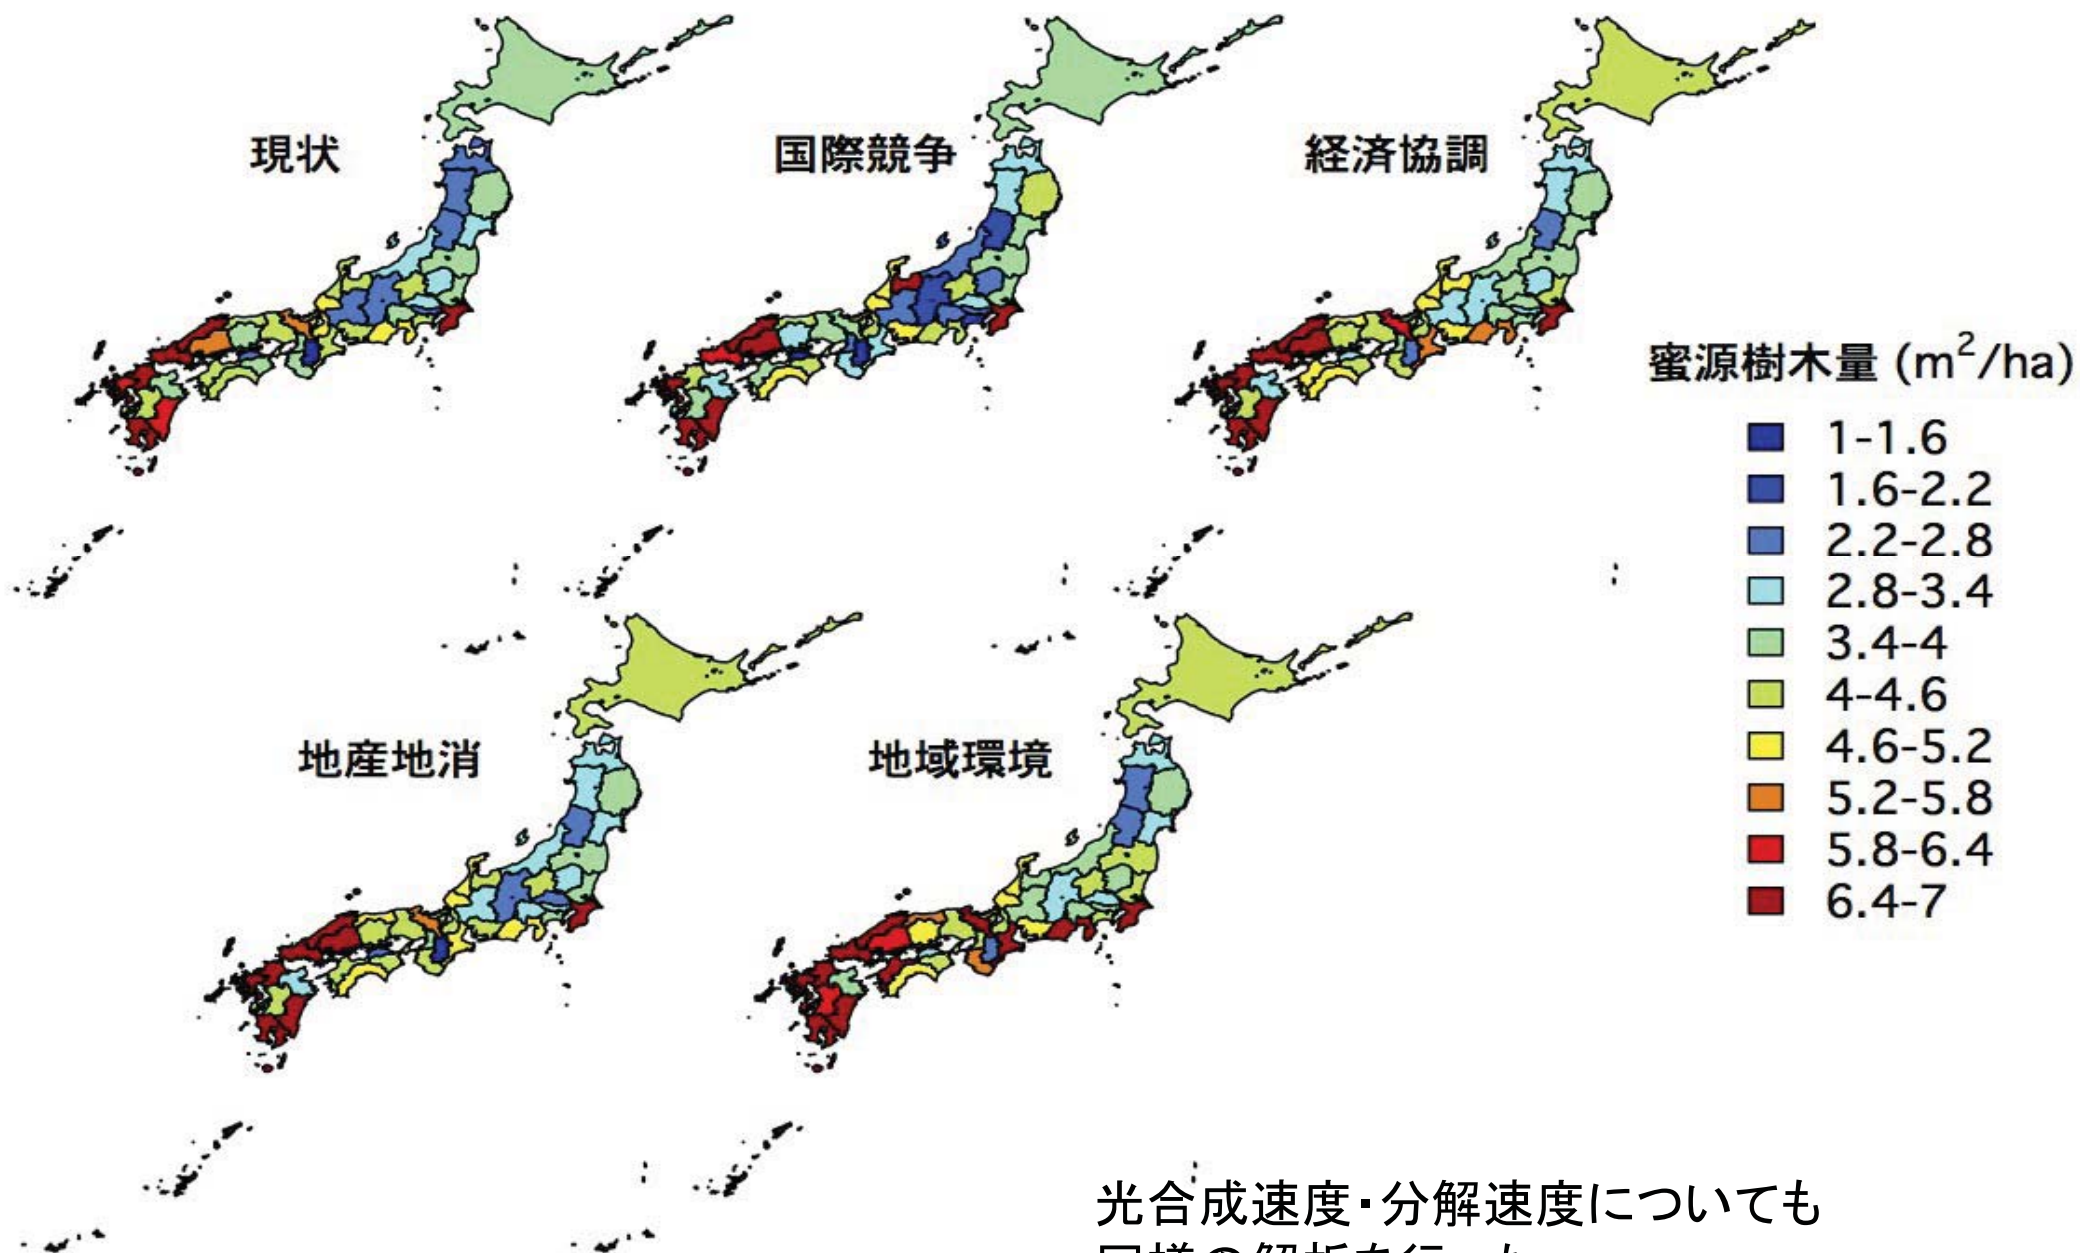 現状
国際競争
経済協調
蜜源樹木量 (m²/ha)
1-1.6
1.6-2.2
2.2-2.8
2.8-3.4
3.4-4
4-4.6
4.6-5.2
5.2-5.8
5.8-6.4
6.4-7
地産地消
地域環境
光合成速度・分解速度についても